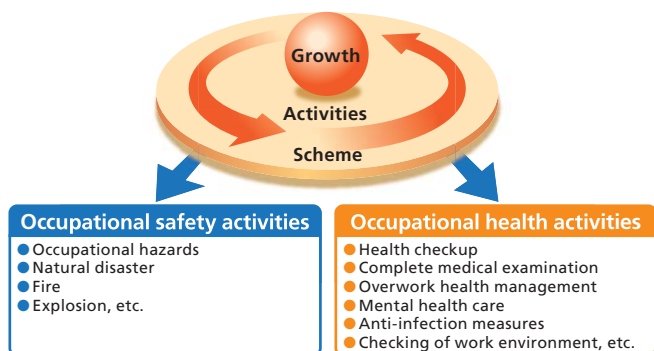 Growth
Activities
Scheme
Occupational safety activities
● Occupational hazards
● Natural disaster
● Fire
● Explosion, etc.
Occupational health activities
● Health checkup
● Complete medical examination
● Overwork health management
● Mental health care
● Anti-infection measures
● Checking of work environment, etc.